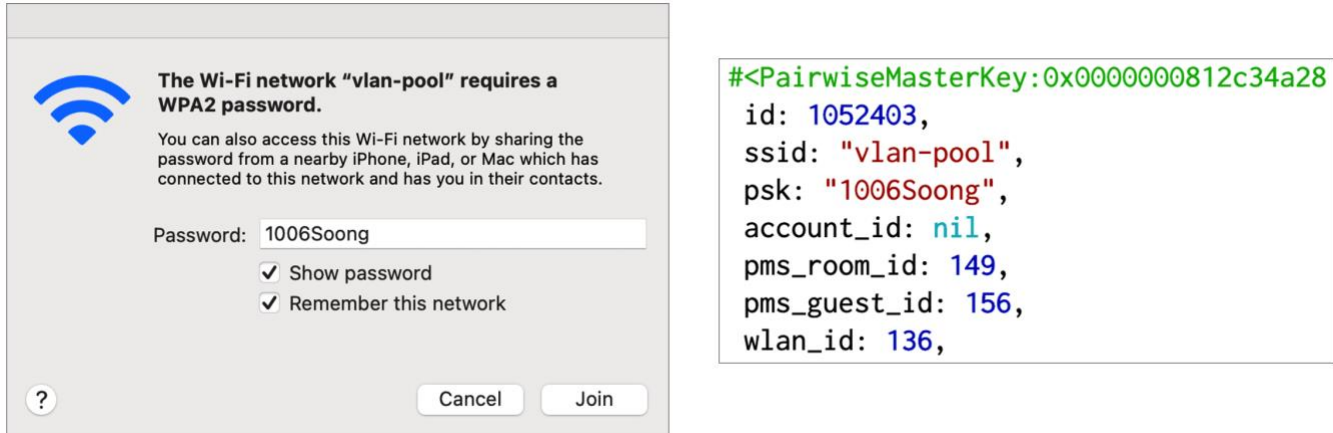 The Wi-Fi network “vlan-pool” requires a
WPA2 password.
You can also access this Wi-Fi network by sharing the
password from a nearby iPhone, iPad, or Mac which has
connected to this network and has you in their contacts.
Password: 1006Soong
Show password
Remember this network
?
Cancel
Join
#<PairwiseMasterKey:0x0000000812c34a28
id: 1052403,
ssid: "vlan-pool",
psk: "1006Soong",
account_id: nil,
pms_room_id: 149,
pms_guest_id: 156,
wlan_id: 136,